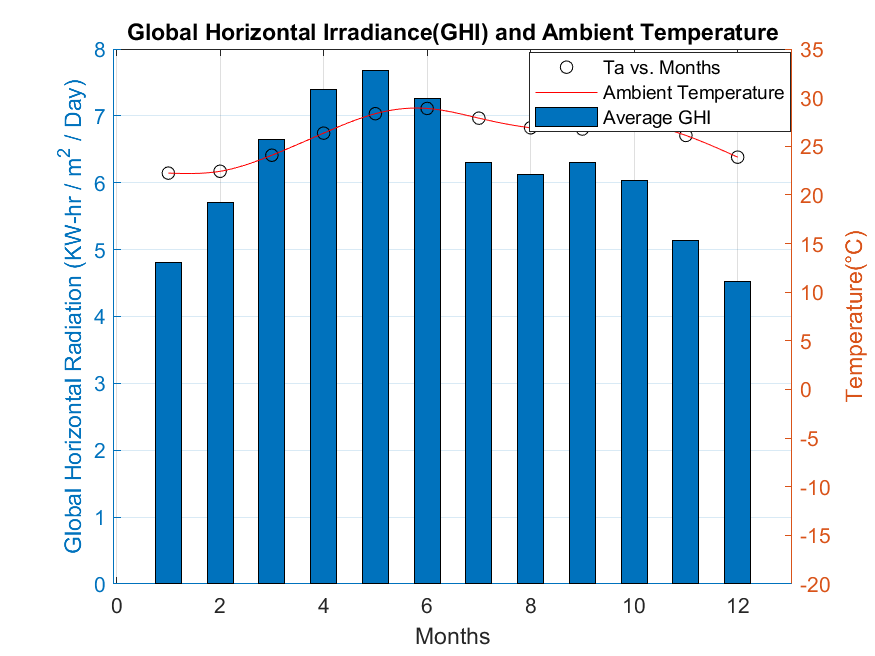 Global Horizontal Irradiance(GHI) and Ambient Temperature
Ta vs. Months
Ambient Temperature
Average GHI
Global Horizontal Radiation (KW-hr / m² / Day)
8
7
6
5
4
3
2
1
0
0 2 4 6 8 10 12
Months
35
30
25
20
15
10
5
0
-5
-10
-15
-20
Temperature(°C)